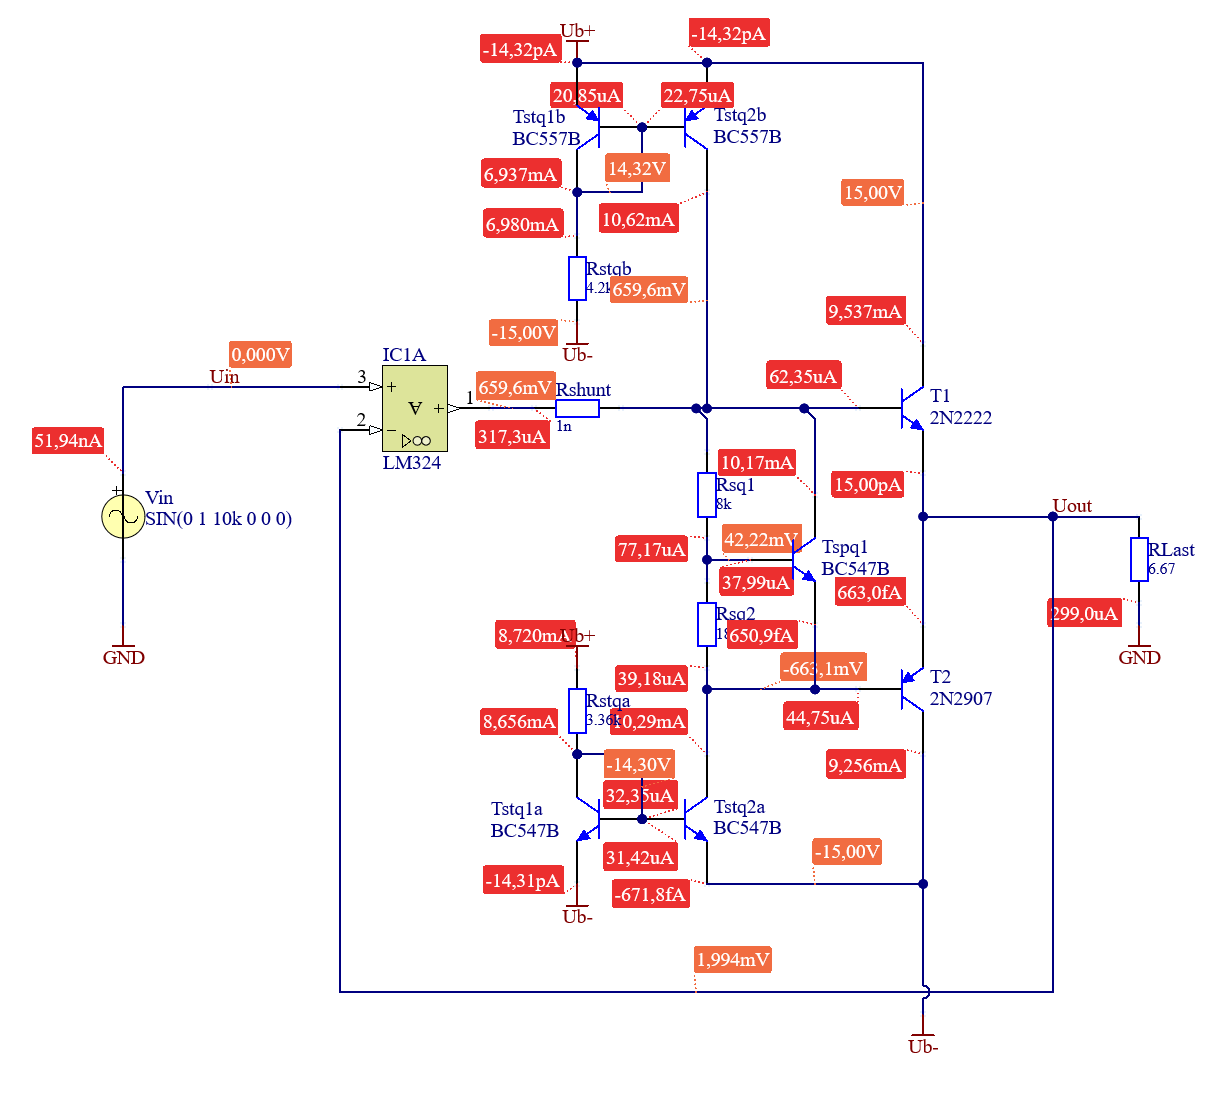 Ub+
-14,32pA
-14,32pA
20,85uA
22,75uA
Tstq1b
BC557B
Tstq2b
BC557B
14,32V
6,937mA
10,62mA
15,00V
6,980mA
Rstqb
4.2k
659,6mV
-15,00V
Ub-
9,537mA
0,000V
Uin
IC1A
3
+
A
+
1
2
−
▷∞
LM324
659,6mV
317,3uA
Rshunt
1n
62,35uA
T1
2N2222
51,94nA
+
Vin
SIN(0 1 10k 0 0 0)
GND
10,17mA
Rsq1
8k
15,00pA
Uout
77,17uA
42,22mV
37,99uA
Tspq1
BC547B
RLast
6.67
663,0fA
299,0uA
GND
Rsq2
650,9fA
8,720mA
Ub+
39,18uA
-663,1mV
T2
2N2907
44,75uA
Rstqa
3.36k
8,656mA
0,29mA
9,256mA
-14,30V
32,35uA
Tstq1a
BC547B
Tstq2a
BC547B
31,42uA
-15,00V
-14,31pA
-671,8fA
Ub-
1,994mV
Ub-